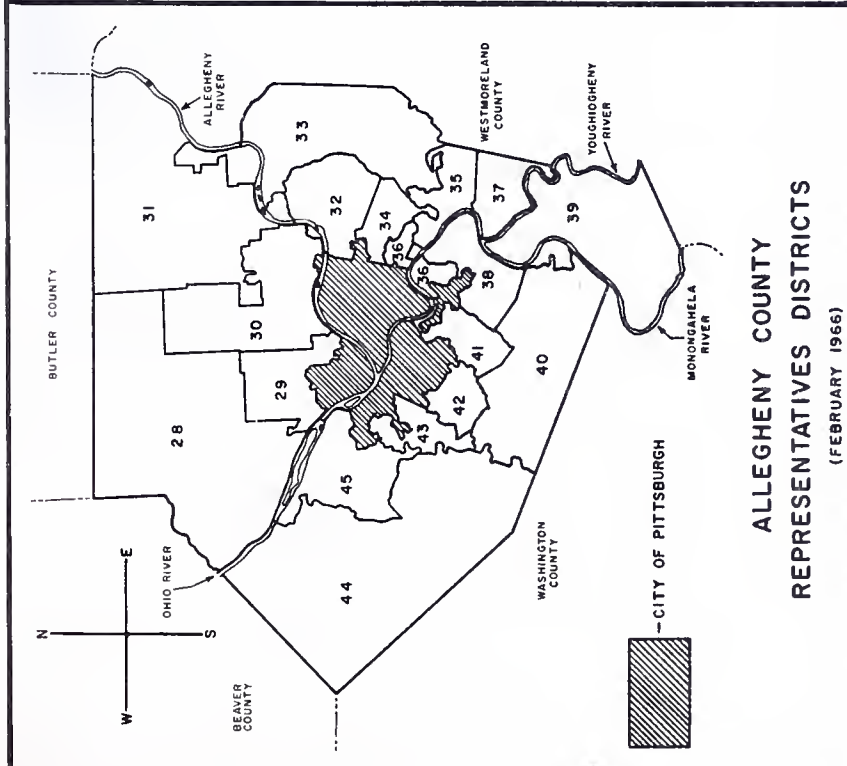 BUTLER COUNTY
ALLEGHENY
RIVER
31
28
30
33
29
32
OHIO RIVER
N
W
E
S
34
36
35
WESTMORELAND
COUNTY
45
36
37
43
38
42
41
39
YOUGHIOGHENY
RIVER
BEAVER
COUNTY
44
40
WASHINGTON
COUNTY
MONONGAHELA
RIVER
-CITY OF PITTSBURGH
ALLEGHENY COUNTY
REPRESENTATIVES DISTRICTS
(FEBRUARY 1966)